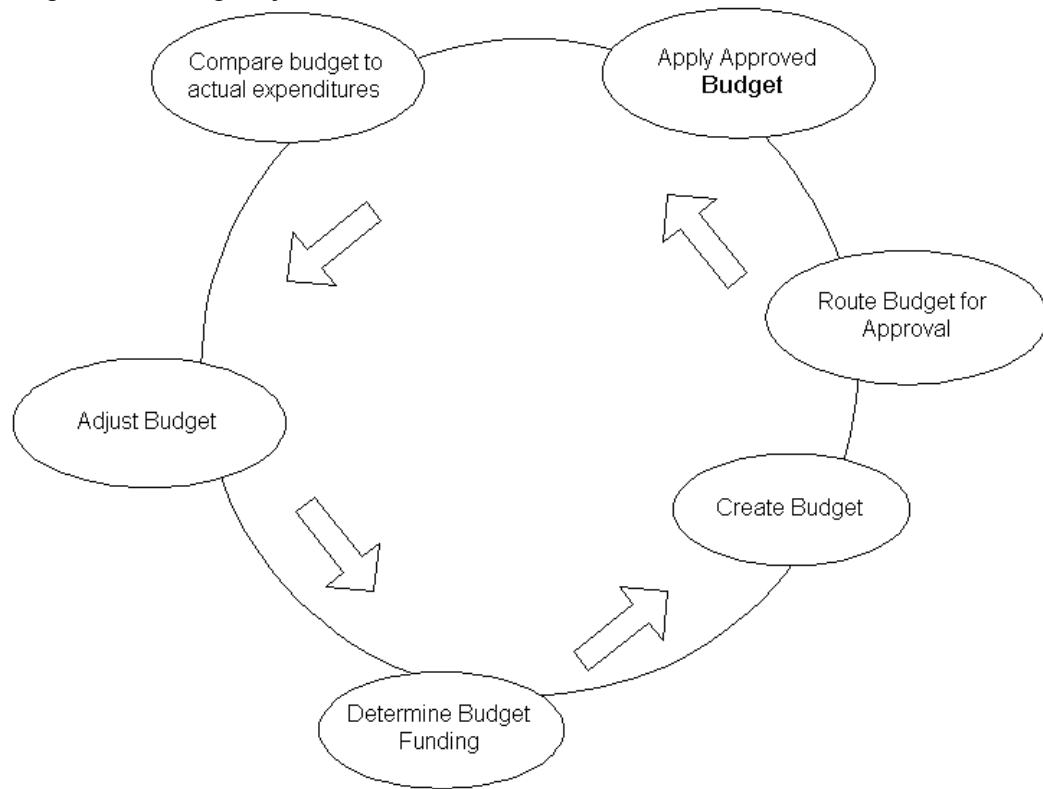 Compare budget to
actual expenditures
Apply Approved
Budget
Route Budget for
Approval
Adjust Budget
Create Budget
Determine Budget
Funding